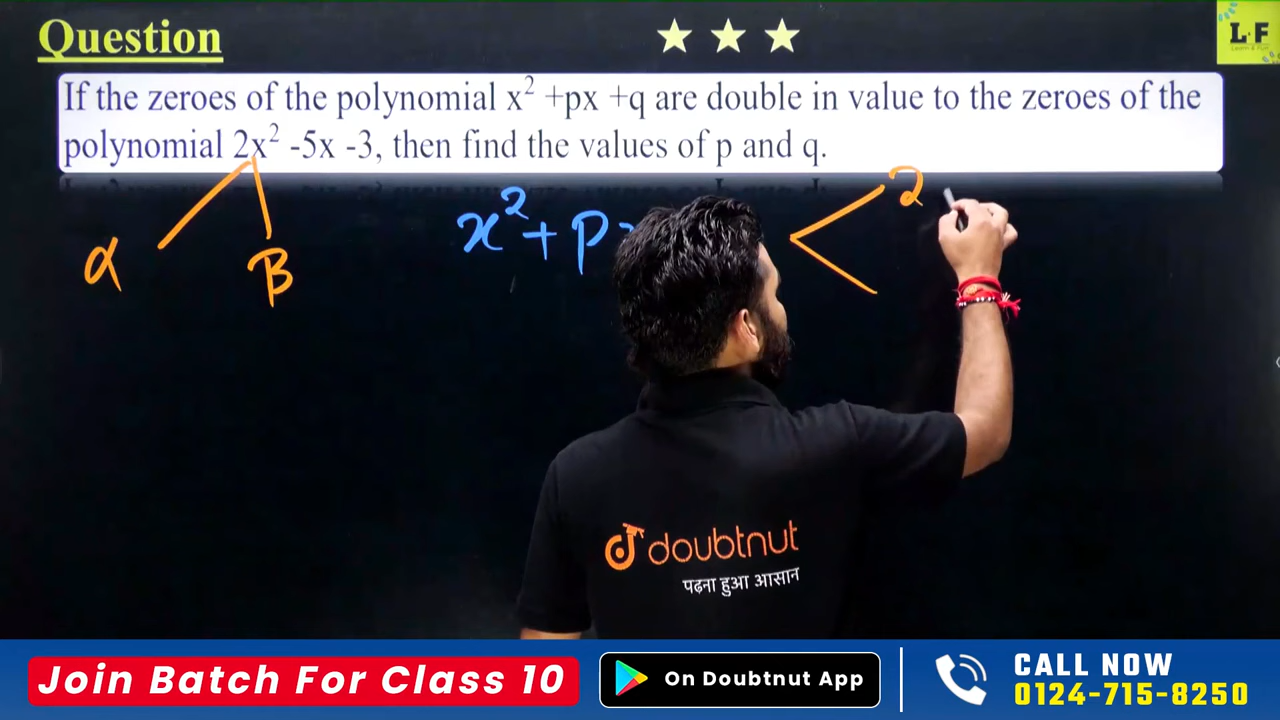 Question
L·F
Learn & Fun
If the zeroes of the polynomial x² +px +q are double in value to the zeroes of the
polynomial 2x² -5x -3, then find the values of p and q.
α
β
x² + p
2
doubtnut
पढ़ना हुआ आसान
Join Batch For Class 10
On Doubtnut App
CALL NOW
0124-715-8250